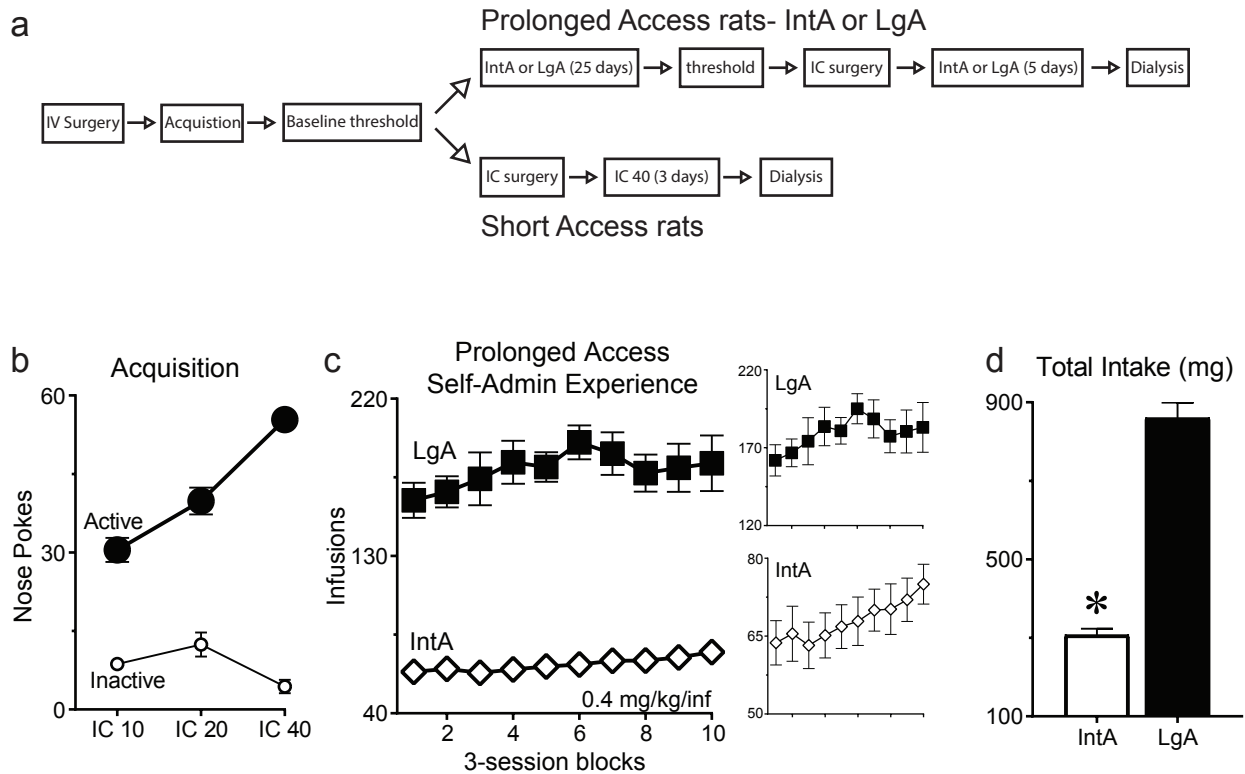 a
Prolonged Access rats- IntA or LgA
IntA or LgA (25 days)
threshold
IC surgery
IntA or LgA (5 days)
Dialysis
IV Surgery
Acquistion
Baseline threshold
IC surgery
IC 40 (3 days)
Dialysis
Short Access rats
b
Acquisition
60
30
0
Nose Pokes
Active
Inactive
IC 10
IC 20
IC 40
c
Prolonged Access
Self-Admin Experience
220
130
40
Infusions
LgA
IntA
0.4 mg/kg/inf
2
4
6
8
10
3-session blocks
220
170
120
LgA
80
65
50
IntA
d
Total Intake (mg)
900
500
100
*
IntA
LgA